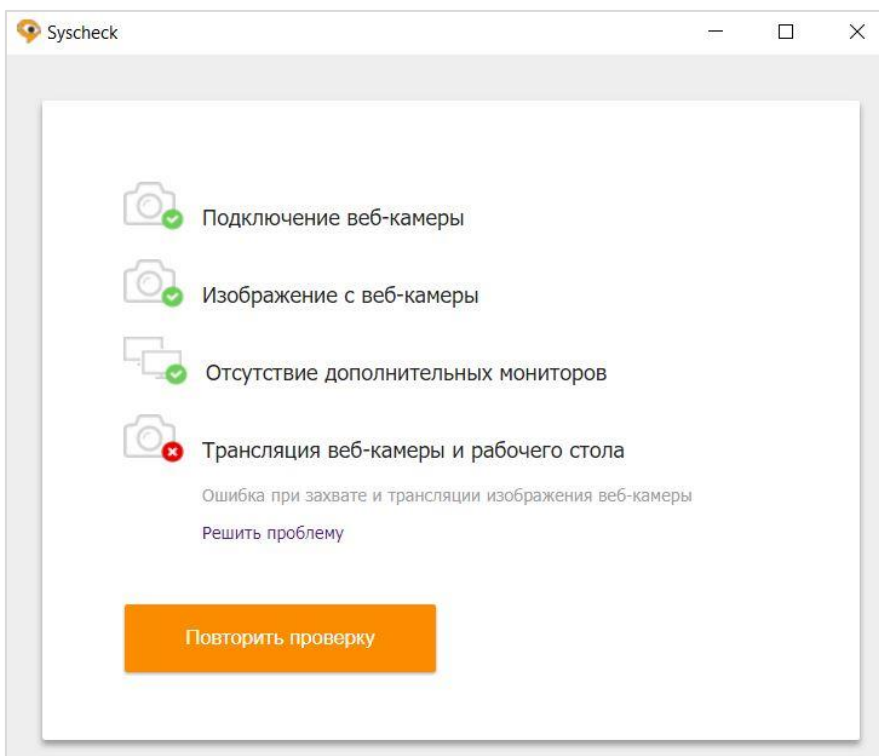 Syscheck
Подключение веб-камеры
Изображение с веб-камеры
Отсутствие дополнительных мониторов
Трансляция веб-камеры и рабочего стола
Ошибка при захвате и трансляции изображения веб-камеры
Решить проблему
Повторить проверку